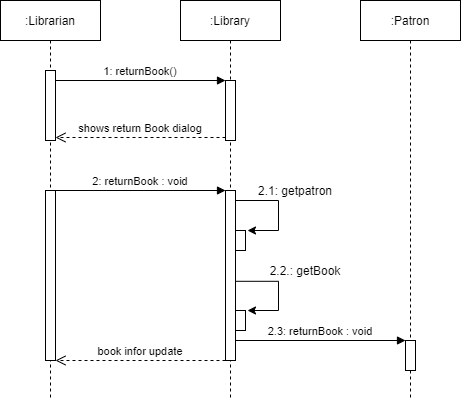 :Librarian
:Library
:Patron
1: returnBook()
shows return Book dialog
2: returnBook : void
2.1: getpatron
2.2.: getBook
2.3: returnBook : void
book infor update